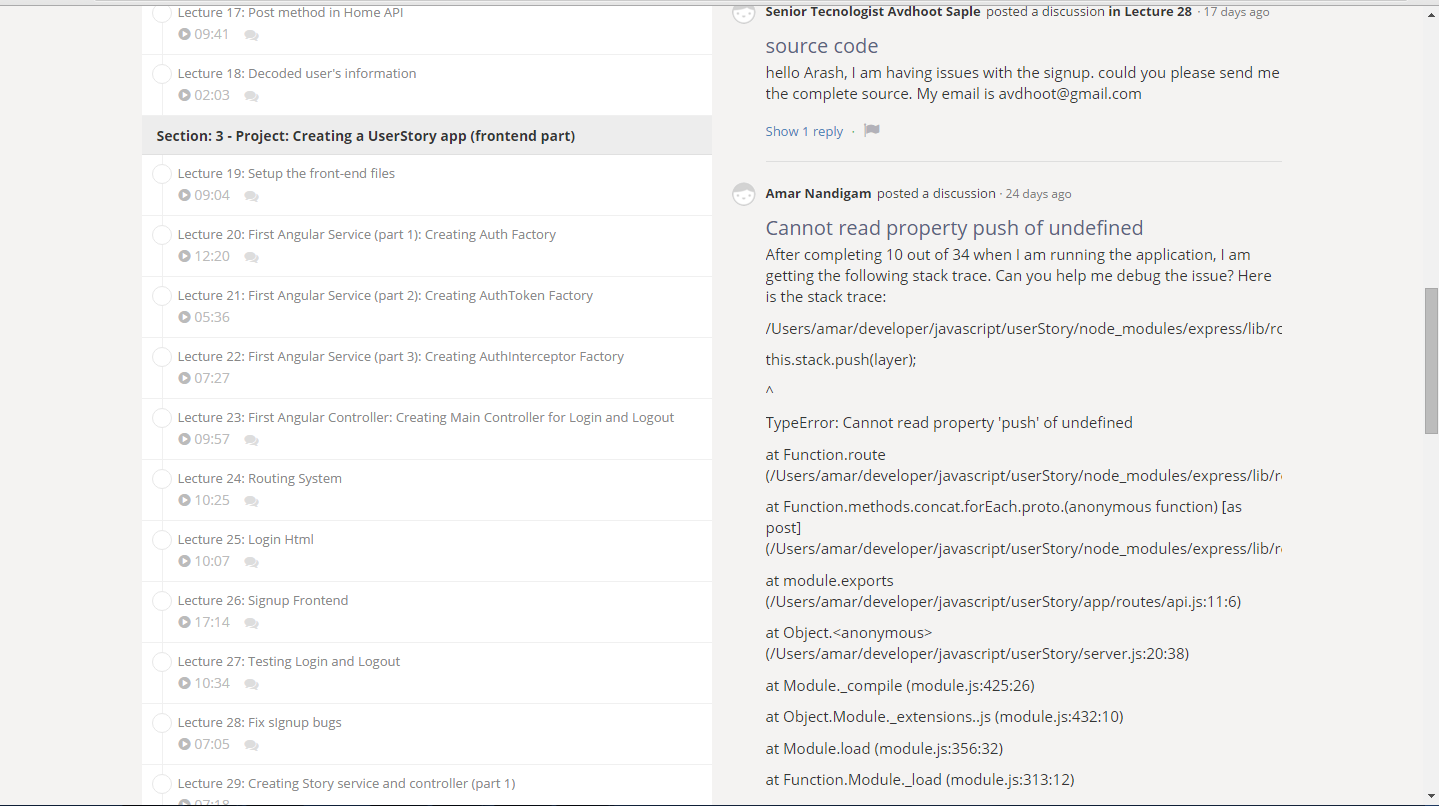 Lecture 17: Post method in Home API
09:41
Lecture 18: Decoded user's information
02:03
Section: 3 - Project: Creating a UserStory app (frontend part)
Lecture 19: Setup the front-end files
09:04
Lecture 20: First Angular Service (part 1): Creating Auth Factory
12:20
Lecture 21: First Angular Service (part 2): Creating AuthToken Factory
05:36
Lecture 22: First Angular Service (part 3): Creating AuthInterceptor Factory
07:27
Lecture 23: First Angular Controller: Creating Main Controller for Login and Logout
09:57
Lecture 24: Routing System
10:25
Lecture 25: Login Html
10:07
Lecture 26: Signup Frontend
17:14
Lecture 27: Testing Login and Logout
10:34
Lecture 28: Fix sIgnup bugs
07:05
Lecture 29: Creating Story service and controller (part 1)
07:18
Senior Tecnologist Avdhoot Saple posted a discussion in Lecture 28 · 17 days ago
source code
hello Arash, I am having issues with the signup. could you please send me
the complete source. My email is avdhoot@gmail.com
Show 1 reply ·
Amar Nandigam posted a discussion · 24 days ago
Cannot read property push of undefined
After completing 10 out of 34 when I am running the application, I am
getting the following stack trace. Can you help me debug the issue? Here
is the stack trace:
/Users/amar/developer/javascript/userStory/node_modules/express/lib/rc
this.stack.push(layer);
^
TypeError: Cannot read property 'push' of undefined
at Function.route
(/Users/amar/developer/javascript/userStory/node_modules/express/lib/r
at Function.methods.concat.forEach.proto.(anonymous function) [as
post]
(/Users/amar/developer/javascript/userStory/node_modules/express/lib/r
at module.exports
(/Users/amar/developer/javascript/userStory/app/routes/api.js:11:6)
at Object.<anonymous>
(/Users/amar/developer/javascript/userStory/server.js:20:38)
at Module._compile (module.js:425:26)
at Object.Module._extensions..js (module.js:432:10)
at Module.load (module.js:356:32)
at Function.Module._load (module.js:313:12)